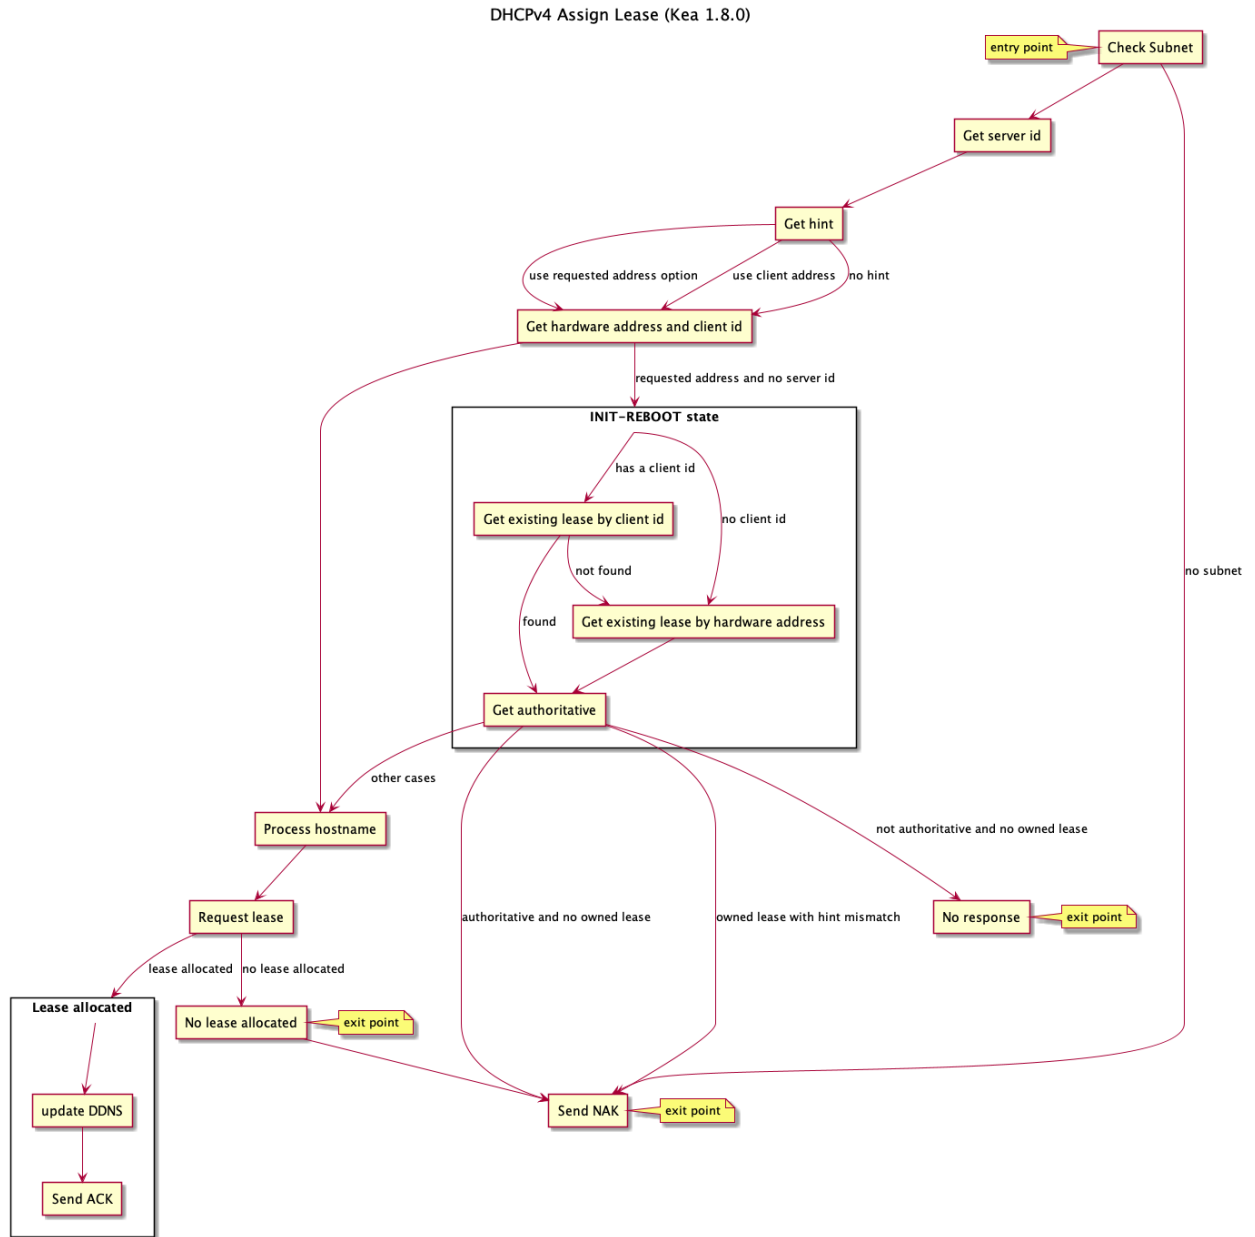 DHCPv4 Assign Lease (Kea 1.8.0)
entry point
Check Subnet
Get server id
Get hint
use requested address option
use client address
no hint
Get hardware address and client id
requested address and no server id
INIT-REBOOT state
has a client id
Get existing lease by client id
no client id
not found
no subnet
found
Get existing lease by hardware address
Get authoritative
other cases
Process hostname
not authoritative and no owned lease
Request lease
authoritative and no owned lease
owned lease with hint mismatch
No response
exit point
lease allocated
no lease allocated
Lease allocated
No lease allocated
exit point
update DDNS
Send NAK
exit point
Send ACK